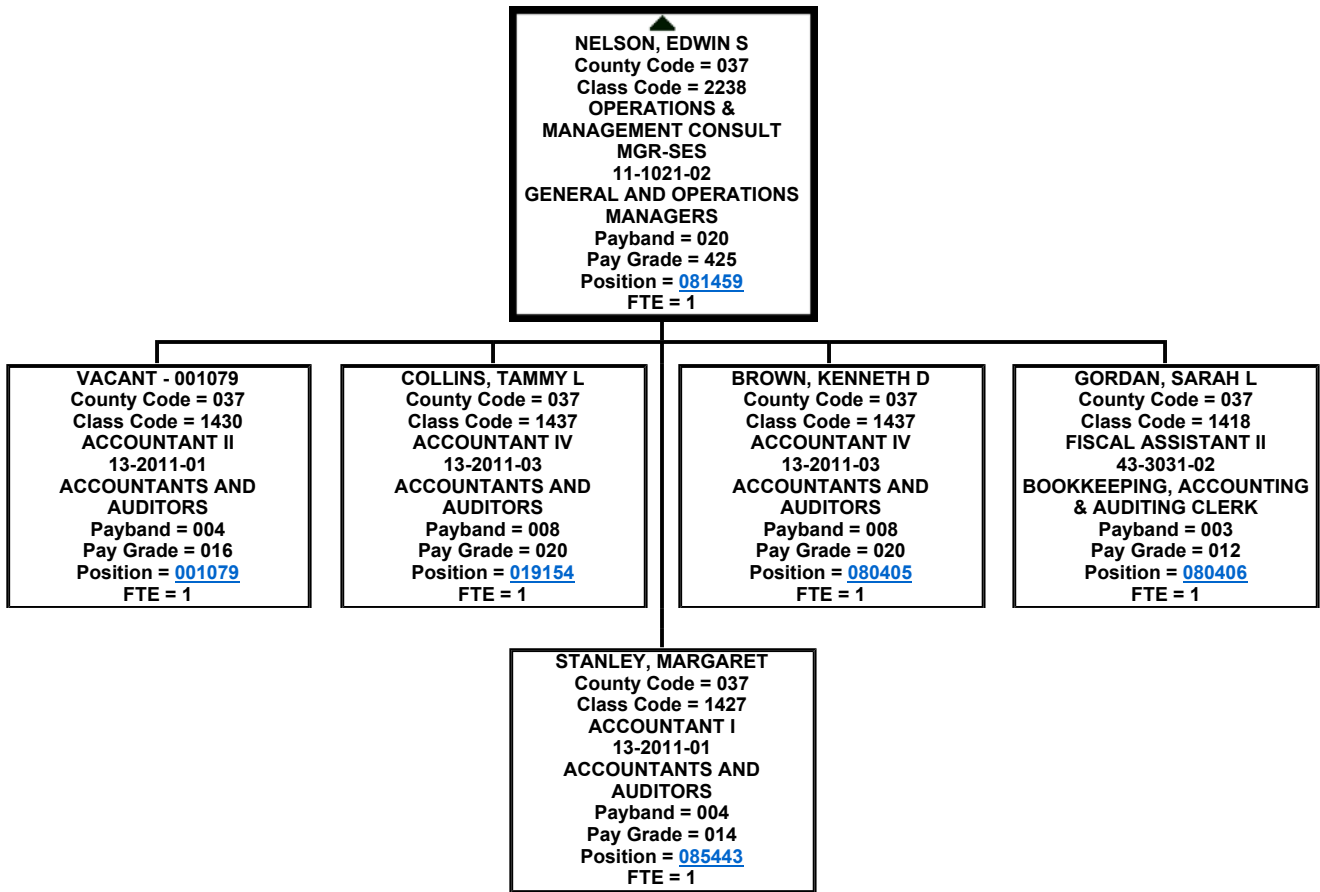 NELSON, EDWIN S
County Code = 037
Class Code = 2238
OPERATIONS &
MANAGEMENT CONSULT
MGR-SES
11-1021-02
GENERAL AND OPERATIONS
MANAGERS
Payband = 020
Pay Grade = 425
Position = 081459
FTE = 1
VACANT - 001079
County Code = 037
Class Code = 1430
ACCOUNTANT II
13-2011-01
ACCOUNTANTS AND
AUDITORS
Payband = 004
Pay Grade = 016
Position = 001079
FTE = 1
COLLINS, TAMMY L
County Code = 037
Class Code = 1437
ACCOUNTANT IV
13-2011-03
ACCOUNTANTS AND
AUDITORS
Payband = 008
Pay Grade = 020
Position = 019154
FTE = 1
BROWN, KENNETH D
County Code = 037
Class Code = 1437
ACCOUNTANT IV
13-2011-03
ACCOUNTANTS AND
AUDITORS
Payband = 008
Pay Grade = 020
Position = 080405
FTE = 1
GORDAN, SARAH L
County Code = 037
Class Code = 1418
FISCAL ASSISTANT II
43-3031-02
BOOKKEEPING, ACCOUNTING
& AUDITING CLERK
Payband = 003
Pay Grade = 012
Position = 080406
FTE = 1
STANLEY, MARGARET
County Code = 037
Class Code = 1427
ACCOUNTANT I
13-2011-01
ACCOUNTANTS AND
AUDITORS
Payband = 004
Pay Grade = 014
Position = 085443
FTE = 1